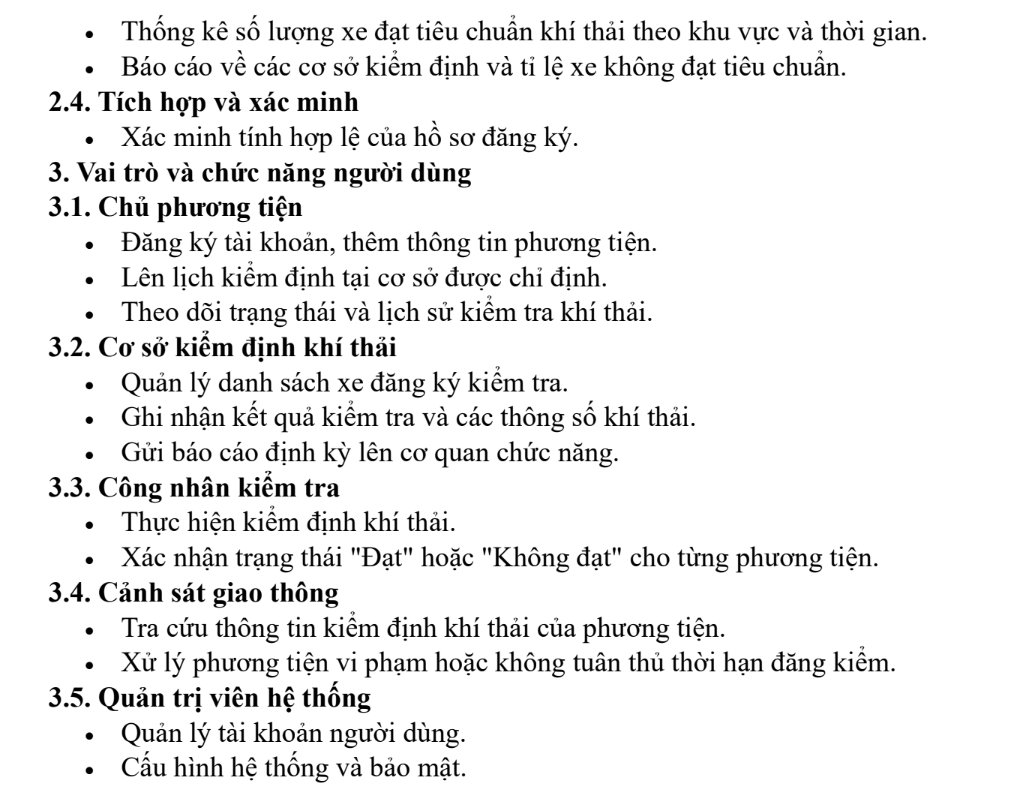 • Thống kê số lượng xe đạt tiêu chuẩn khí thải theo khu vực và thời gian.
• Báo cáo về các cơ sở kiểm định và tỉ lệ xe không đạt tiêu chuẩn.
2.4. Tích hợp và xác minh
• Xác minh tính hợp lệ của hồ sơ đăng ký.
3. Vai trò và chức năng người dùng
3.1. Chủ phương tiện
• Đăng ký tài khoản, thêm thông tin phương tiện.
• Lên lịch kiểm định tại cơ sở được chỉ định.
• Theo dõi trạng thái và lịch sử kiểm tra khí thải.
3.2. Cơ sở kiểm định khí thải
• Quản lý danh sách xe đăng ký kiểm tra.
• Ghi nhận kết quả kiểm tra và các thông số khí thải.
• Gửi báo cáo định kỳ lên cơ quan chức năng.
3.3. Công nhân kiểm tra
• Thực hiện kiểm định khí thải.
• Xác nhận trạng thái "Đạt" hoặc "Không đạt" cho từng phương tiện.
3.4. Cảnh sát giao thông
• Tra cứu thông tin kiểm định khí thải của phương tiện.
• Xử lý phương tiện vi phạm hoặc không tuân thủ thời hạn đăng kiểm.
3.5. Quản trị viên hệ thống
• Quản lý tài khoản người dùng.
• Cấu hình hệ thống và bảo mật.